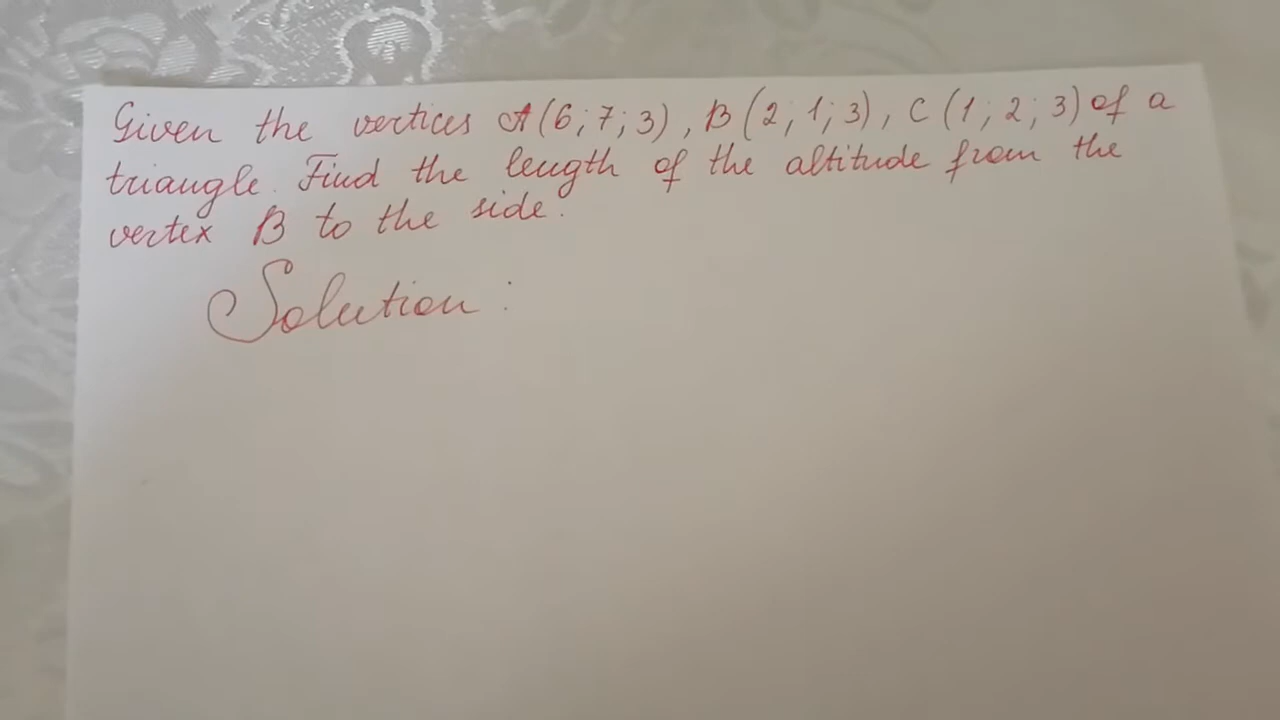 Given the vertices A(6; 7; 3), B(2; 1; 3), C(1; 2; 3) of a
triangle. Find the length of the altitude from the
vertex B to the side.
Solution: